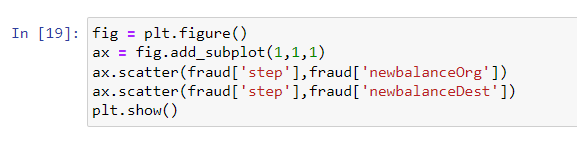 In [19]: fig = plt.figure()
ax = fig.add_subplot(1,1,1)
ax.scatter(fraud['step'],fraud['newbalanceOrg'])
ax.scatter(fraud['step'],fraud['newbalanceDest'])
plt.show()